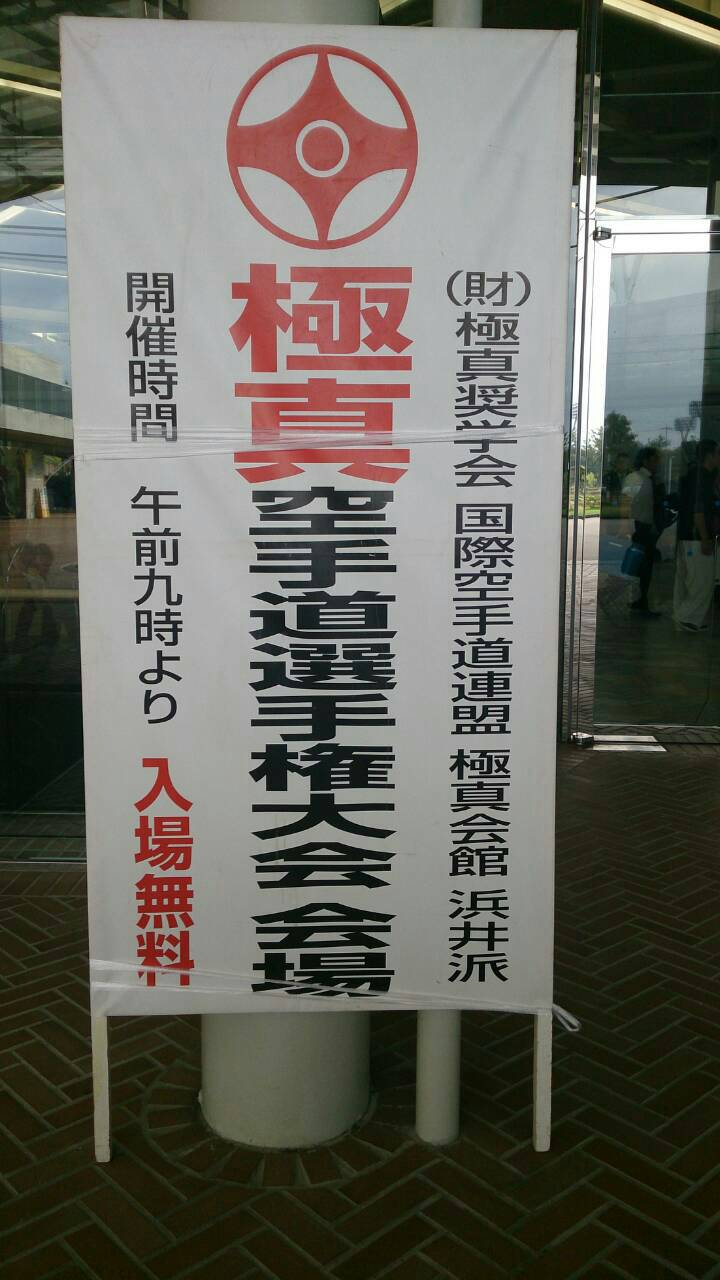 (財)極真奨学会 国際空手道連盟 極真会館 浜井派
極真空手道選手権大会 会場
開催時間 午前九時より 入場無料